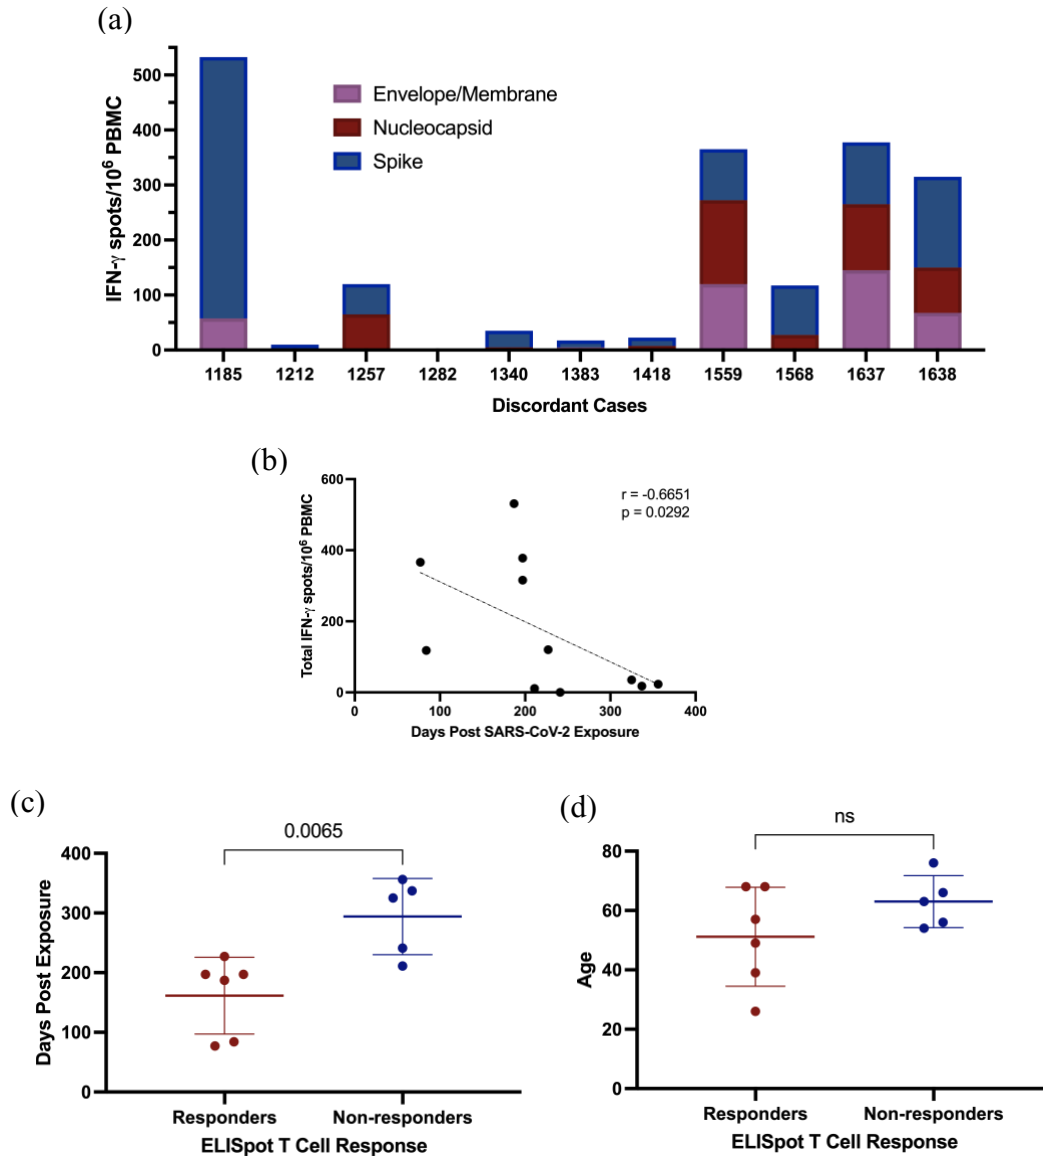 (a)
IFN-γ spots/10⁶ PBMC
500
400
300
200
100
0
Envelope/Membrane
Nucleocapsid
Spike
1185 1212 1257 1282 1340 1383 1418 1559 1568 1637 1638
Discordant Cases
(b)
Total IFN-γ spots/10⁶ PBMC
600
400
200
0
r = -0.6651
p = 0.0292
0 100 200 300 400
Days Post SARS-CoV-2 Exposure
(c)
Days Post Exposure
400
300
200
100
0
0.0065
Responders Non-responders
ELISpot T Cell Response
(d)
Age
80
60
40
20
0
ns
Responders Non-responders
ELISpot T Cell Response